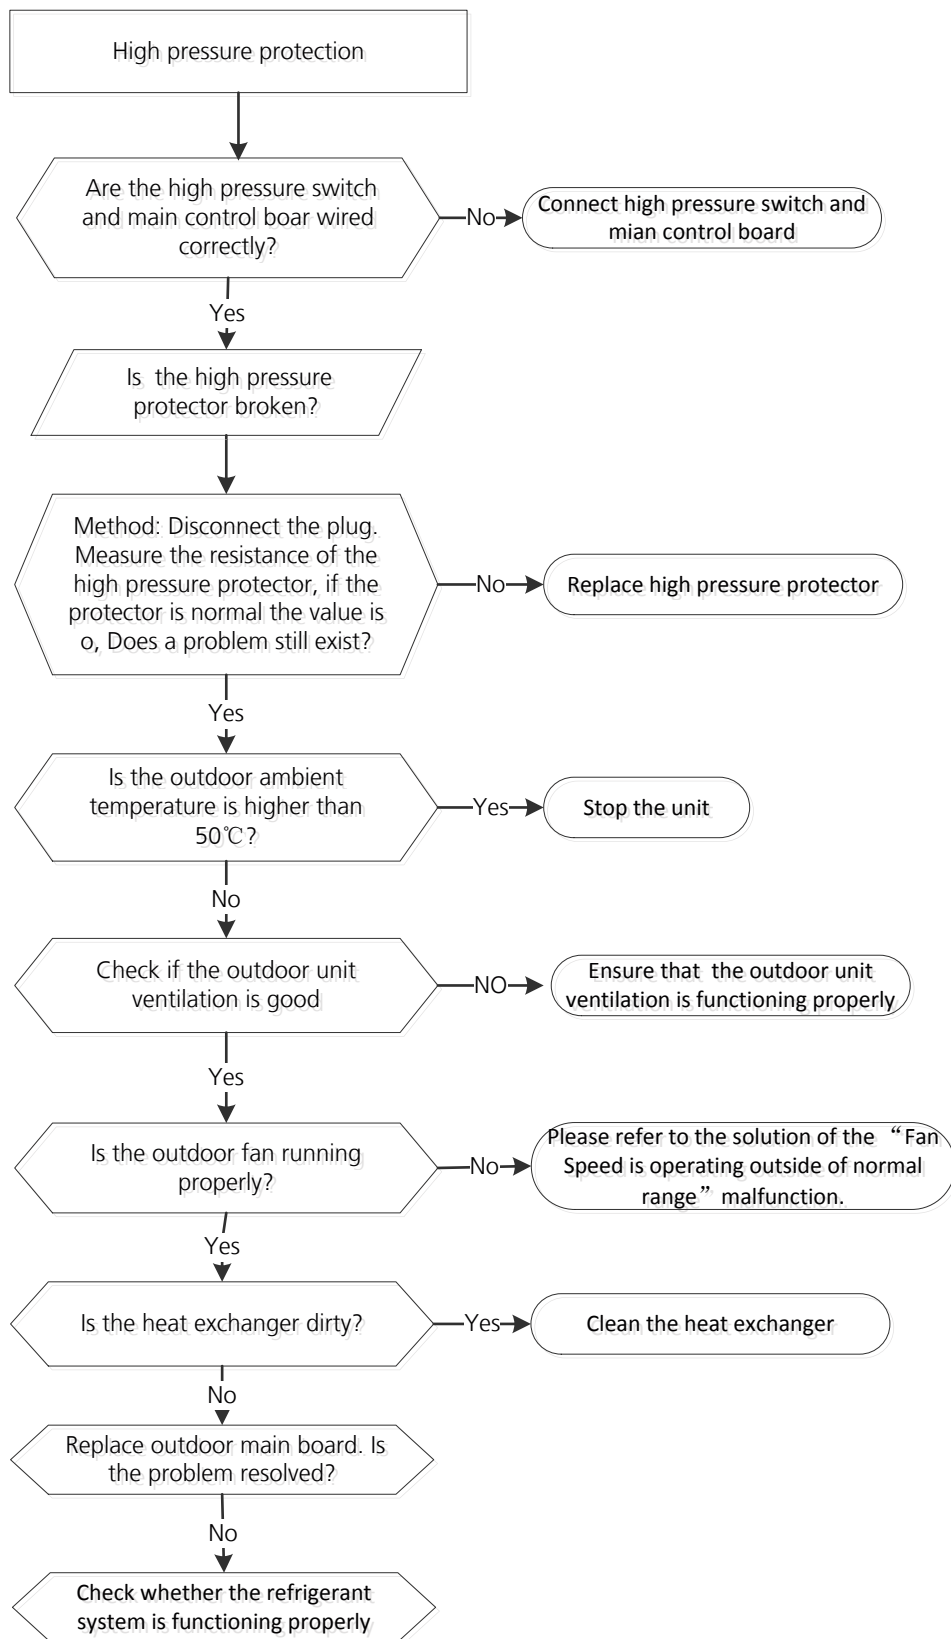 High pressure protection
Are the high pressure switch
and main control boar wired
correctly?
No
Connect high pressure switch and
mian control board
Yes
Is the high pressure
protector broken?
Method: Disconnect the plug.
Measure the resistance of the
high pressure protector, if the
protector is normal the value is
o, Does a problem still exist?
No
Replace high pressure protector
Yes
Is the outdoor ambient
temperature is higher than
50℃?
Yes
Stop the unit
No
Check if the outdoor unit
ventilation is good
NO
Ensure that the outdoor unit
ventilation is functioning properly
Yes
Is the outdoor fan running
properly?
No
Please refer to the solution of the “Fan
Speed is operating outside of normal
range” malfunction.
Yes
Is the heat exchanger dirty?
Yes
Clean the heat exchanger
No
Replace outdoor main board. Is
the problem resolved?
No
Check whether the refrigerant
system is functioning properly